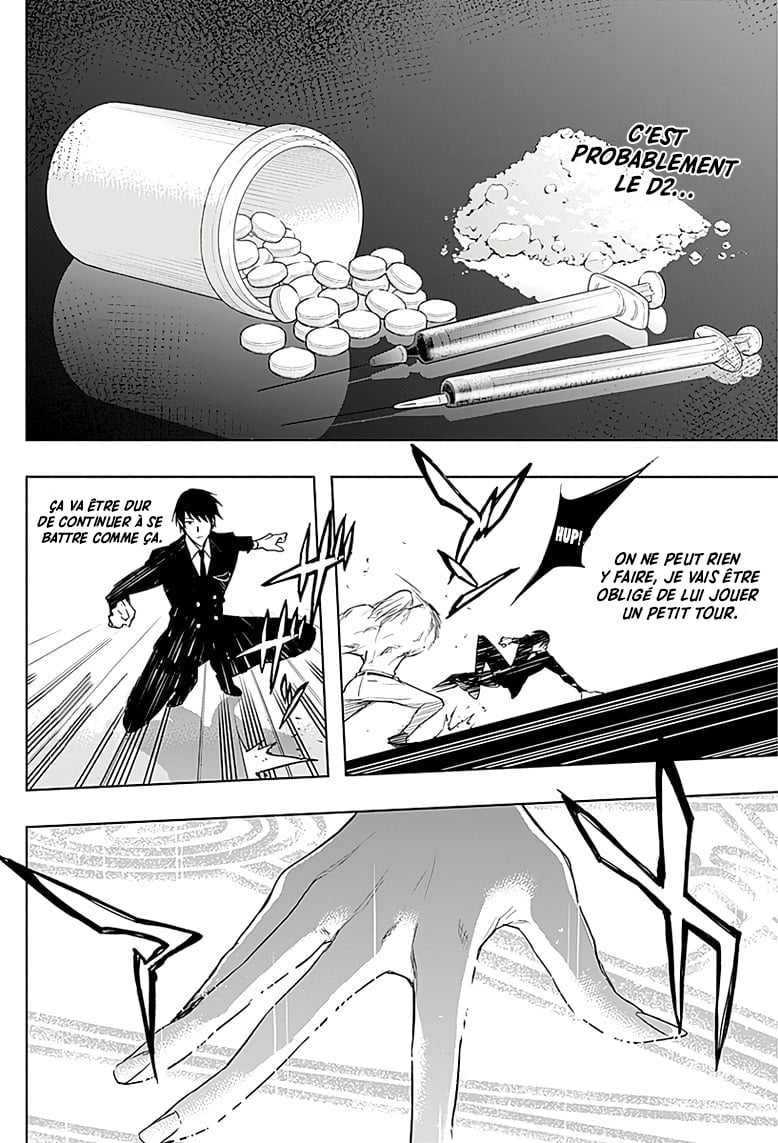 C'EST
PROBABLEMENT
LE D2...
HUP!
ON NE PEUT RIEN
Y FAIRE, JE VAIS ÊTRE
OBLIGÉ DE LUI JOUER
UN PETIT TOUR.
ÇA VA ÊTRE DUR
DE CONTINUER À SE
BATTRE COMME ÇA.